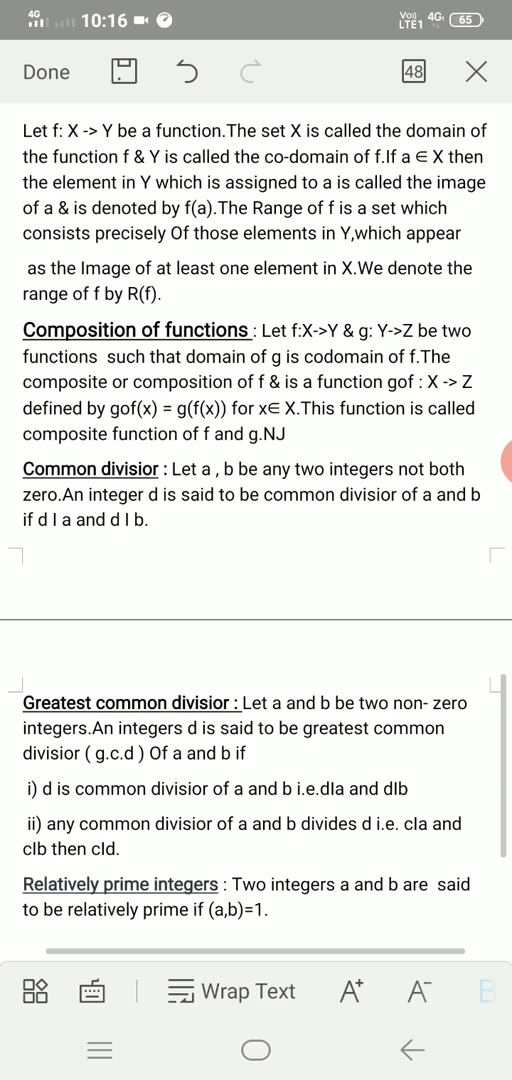 4G
10:16
Vo))
LTE1
4G
65
Done
48
Let f: X -> Y be a function.The set X is called the domain of
the function f & Y is called the co-domain of f.If a ∈ X then
the element in Y which is assigned to a is called the image
of a & is denoted by f(a).The Range of f is a set which
consists precisely Of those elements in Y,which appear
as the Image of at least one element in X.We denote the
range of f by R(f).
Composition of functions : Let f:X->Y & g: Y->Z be two
functions such that domain of g is codomain of f.The
composite or composition of f & is a function gof : X -> Z
defined by gof(x) = g(f(x)) for x∈ X.This function is called
composite function of f and g.NJ
Common divisior : Let a , b be any two integers not both
zero.An integer d is said to be common divisior of a and b
if d I a and d I b.
Greatest common divisior : Let a and b be two non- zero
integers.An integers d is said to be greatest common
divisior ( g.c.d ) Of a and b if
i) d is common divisior of a and b i.e.dIa and dIb
ii) any common divisior of a and b divides d i.e. cIa and
cIb then cId.
Relatively prime integers : Two integers a and b are said
to be relatively prime if (a,b)=1.
Wrap Text
A+
A-
B